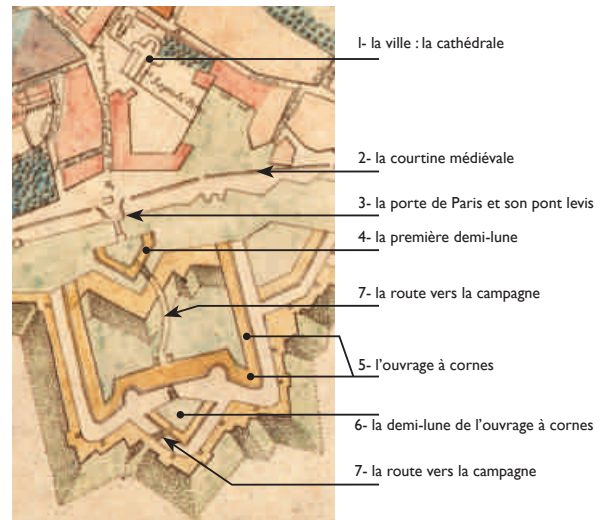 1- la ville : la cathédrale
2- la courtine médiévale
3- la porte de Paris et son pont levis
4- la première demi-lune
7- la route vers la campagne
5- l'ouvrage à cornes
6- la demi-lune de l'ouvrage à cornes
7- la route vers la campagne